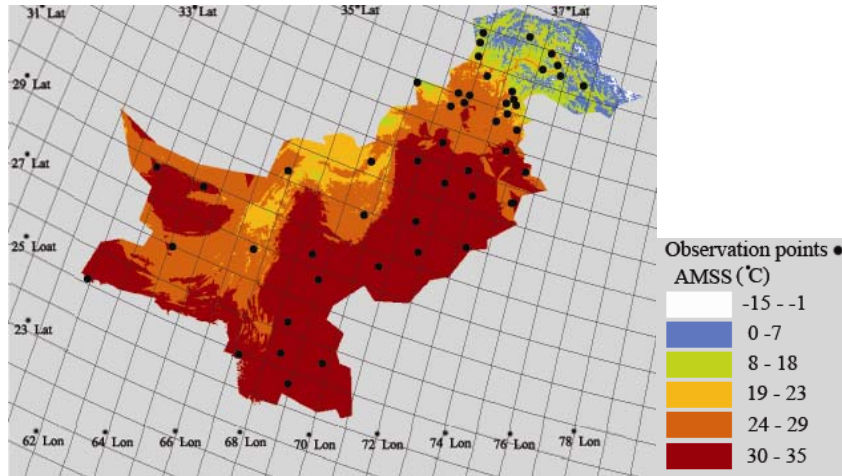 31° Lat
33° Lat
35° Lat
37° Lat
29° Lat
27° Lat
25° Loat
23° Lat
62° Lon
64° Lon
66° Lon
68° Lon
70° Lon
72° Lon
74° Lon
76° Lon
78° Lon
Observation points ●
AMSS (°C)
-15 - -1
0 -7
8 - 18
19 - 23
24 - 29
30 - 35